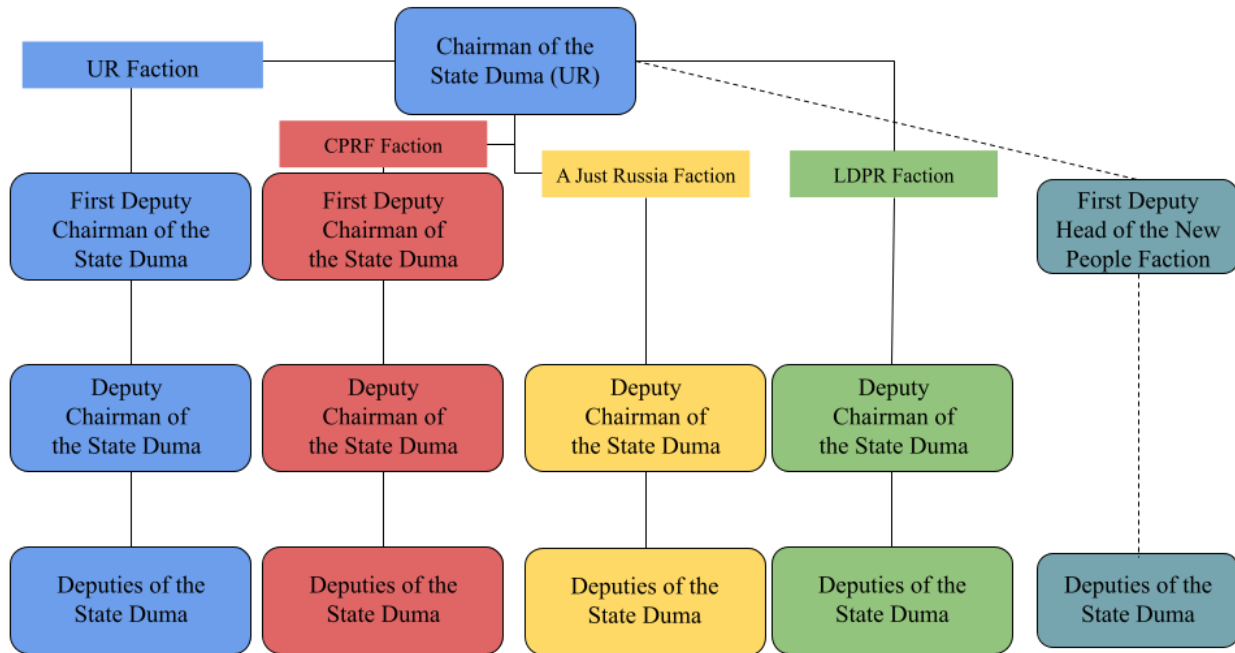 Chairman of the
State Duma (UR)
UR Faction
CPRF Faction
A Just Russia Faction
LDPR Faction
First Deputy
Chairman of the
State Duma
First Deputy
Chairman of
the State Duma
First Deputy
Head of the New
People Faction
Deputy
Chairman of
the State Duma
Deputy
Chairman of
the State Duma
Deputy
Chairman of
the State Duma
Deputy
Chairman of
the State Duma
Deputies of the
State Duma
Deputies of the
State Duma
Deputies of the
State Duma
Deputies of the
State Duma
Deputies of the
State Duma